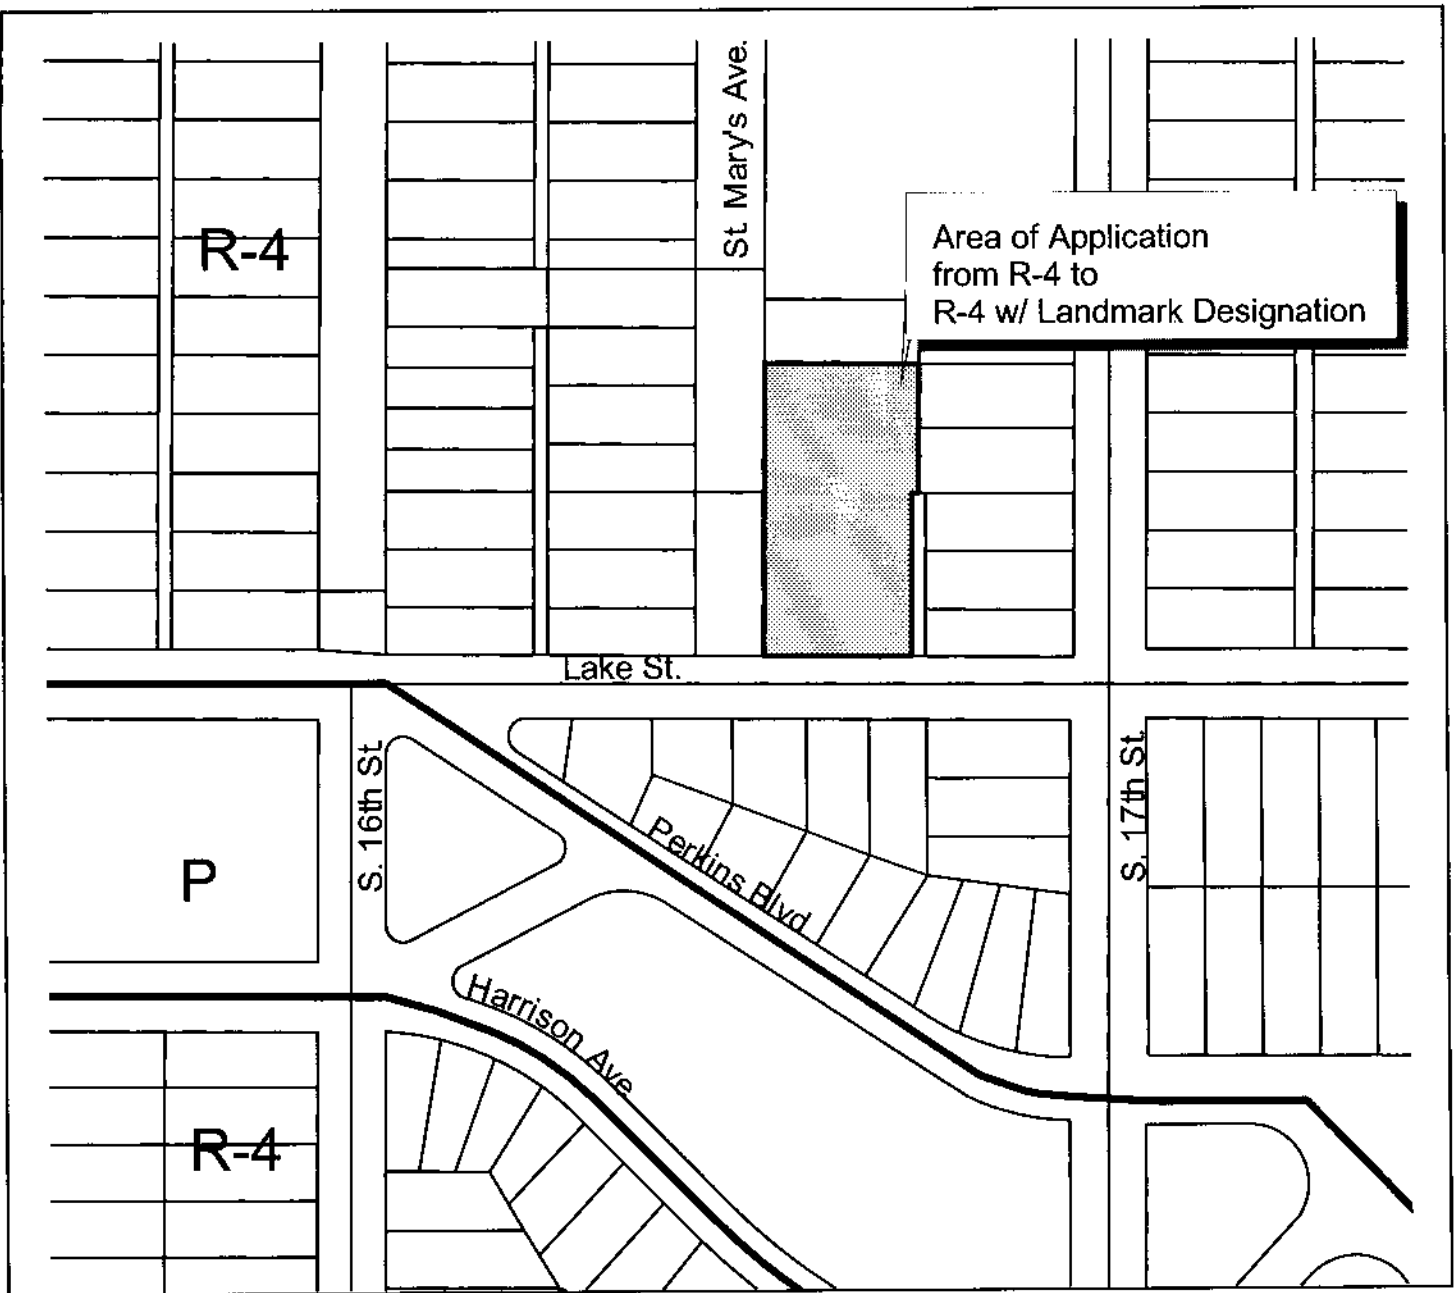 St. Mary's Ave.
R-4
Area of Application
from R-4 to
R-4 w/ Landmark Designation
Lake St.
S. 16th St.
S. 17th St.
Perkins Blvd
P
Harrison Ave
R-4